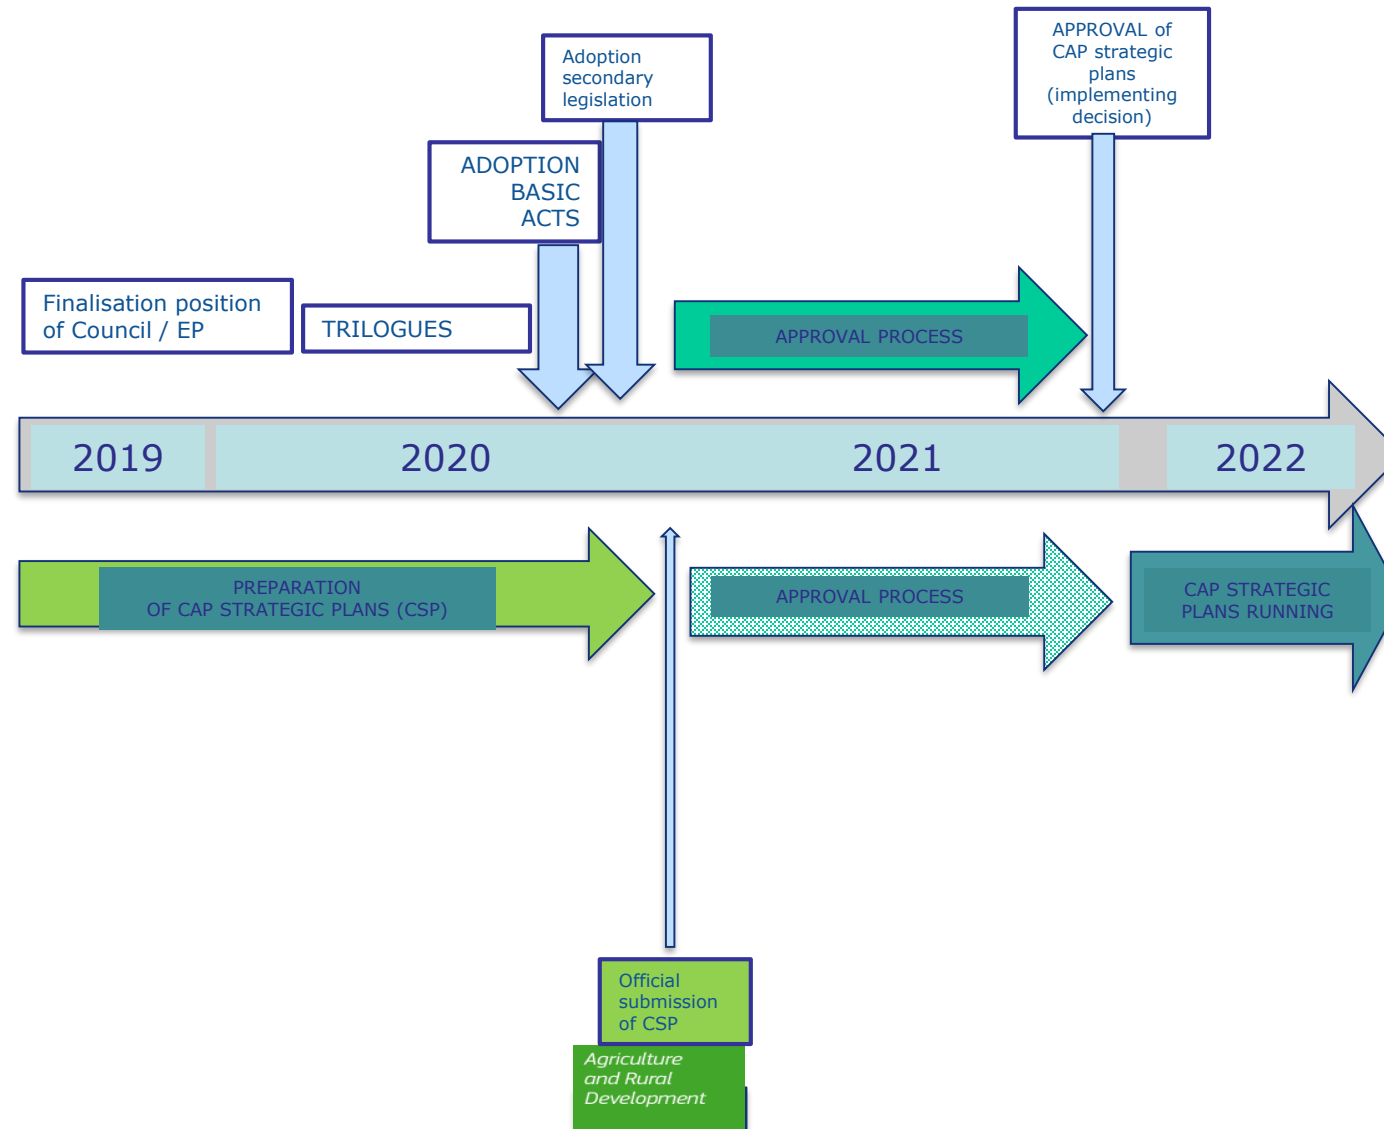 APPROVAL of
CAP strategic
plans
(implementing
decision)
Adoption
secondary
legislation
ADOPTION
BASIC
ACTS
Finalisation position
of Council / EP
TRILOGUES
APPROVAL PROCESS
2019
2020
2021
2022
PREPARATION
OF CAP STRATEGIC PLANS (CSP)
APPROVAL PROCESS
CAP STRATEGIC
PLANS RUNNING
Official
submission
of CSP
Agriculture
and Rural
Development